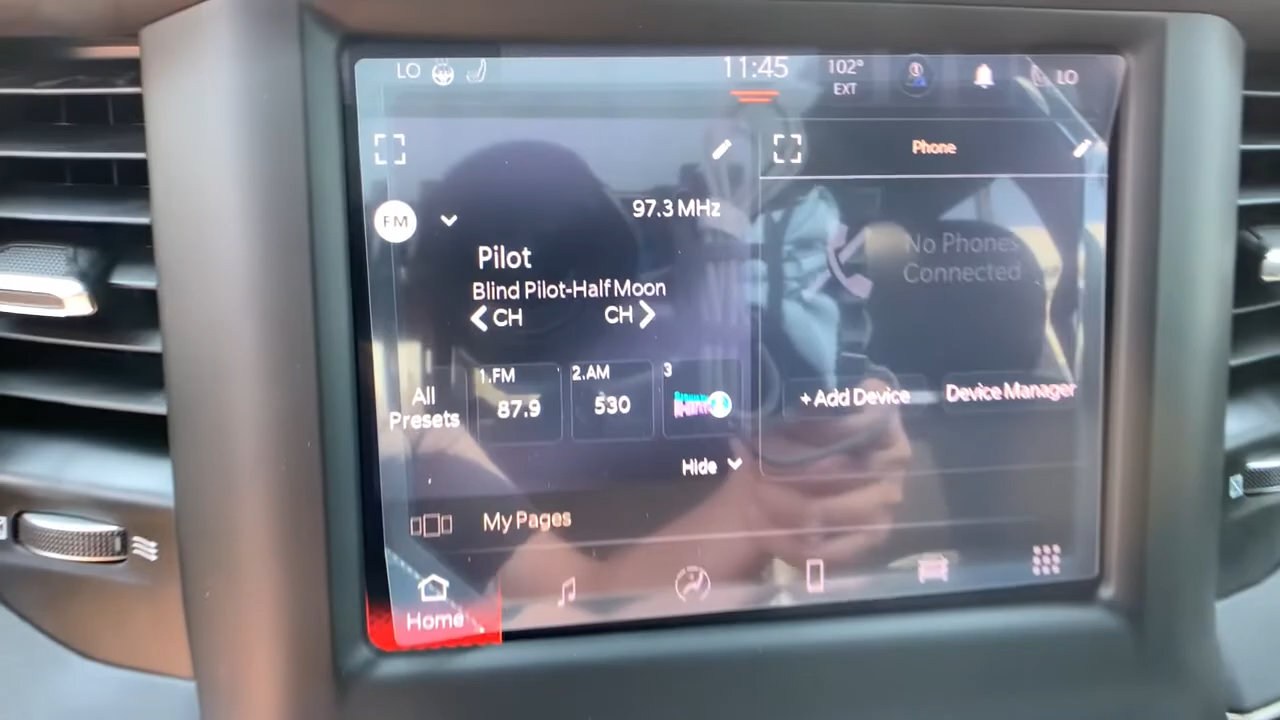 LO
11:45
102°
EXT
LO
Phone
FM
97.3 MHz
Pilot
Blind Pilot-Half Moon
CH
CH
No Phones
Connected
All
Presets
1.FM
87.9
2.AM
530
3
+ Add Device
Device Manager
Hide
My Pages
Home